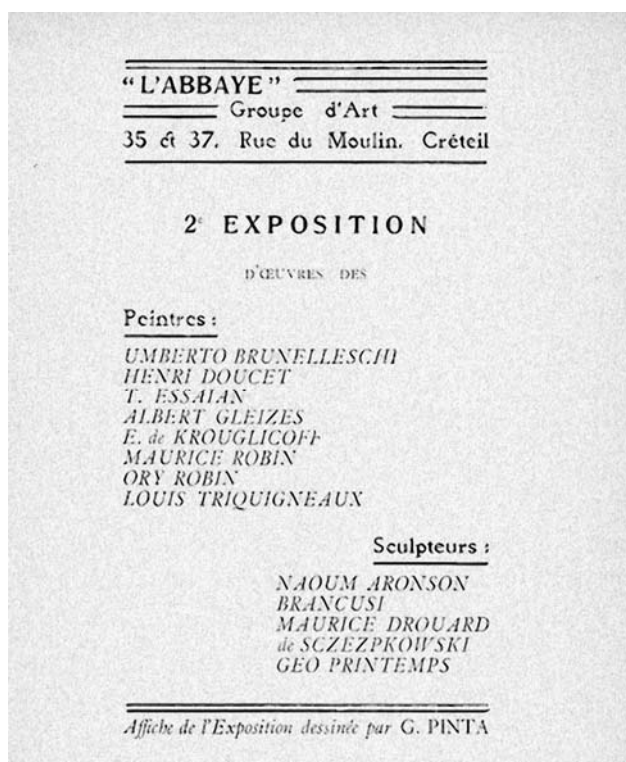 "L'ABBAYE"
Groupe d'Art
35 et 37, Rue du Moulin, Créteil
2e EXPOSITION
D'ŒUVRES DES
Peintres :
UMBERTO BRUNELLESCHI
HENRI DOUCET
T. ESSAIAN
ALBERT GLEIZES
E. de KROUGLICOFF
MAURICE ROBIN
ORY ROBIN
LOUIS TRIQUIGNEAUX
Sculpteurs :
NAOUM ARONSON
BRANCUSI
MAURICE DROUARD
de SCZEZPKOWSKI
GEO PRINTEMPS
Affiche de l'Exposition dessinée par G. PINTA